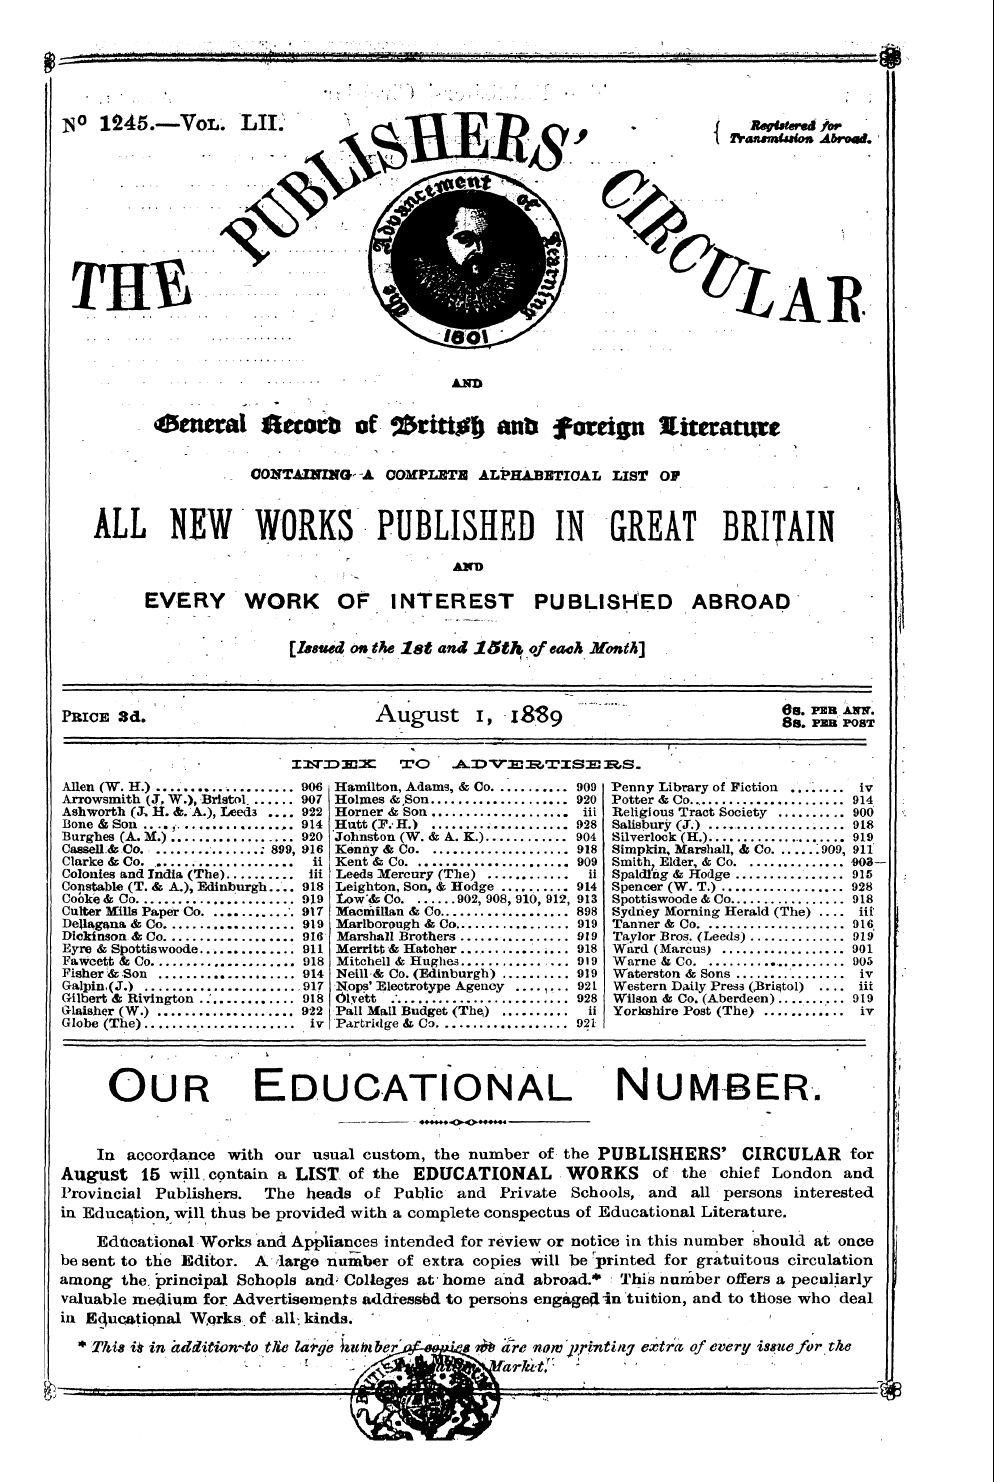 Nº 1245.—VOL. LII.
{ Registered for
Transmission Abroad.
THE PUBLISHERS' CIRCULAR.
The Advancement of Learning
1801
AND
General Record of British and Foreign Literature
CONTAINING A COMPLETE ALPHABETICAL LIST OF
ALL NEW WORKS PUBLISHED IN GREAT BRITAIN
AND
EVERY WORK OF INTEREST PUBLISHED ABROAD
[Issued on the 1st and 15th of each Month]
PRICE 3d.
August 1, 1889
6s. PER ANN.
8s. PER POST
INDEX TO ADVERTISERS.
Allen (W. H.) .................... 906
Arrowsmith (J. W.), Bristol ...... 907
Ashworth (J. H. & A.), Leeds .... 922
Bone & Son .................... 914
Burghes (A. M.) .................. 920
Cassell & Co. .............. 899, 916
Clarke & Co. .................... ii
Colonies and India (The).......... iii
Constable (T. & A.), Edinburgh.... 918
Cooke & Co. .................... 919
Culter Mills Paper Co. ............ 917
Dellagana & Co. .................. 919
Dickinson & Co. .................. 916
Eyre & Spottiswoode.............. 911
Fawcett & Co. .................... 918
Fisher & Son .................... 914
Galpin (J.) ...................... 917
Gilbert & Rivington .............. 918
Glaisher (W.) .................... 922
Globe (The)...................... iv
Hamilton, Adams, & Co. .......... 909
Holmes & Son.................... 920
Horner & Son .................... iii
Hutt (F. H.) .................... 928
Johnston (W. & A. K.)............ 904
Kenny & Co. .................... 918
Kent & Co. ...................... 909
Leeds Mercury (The) ............ ii
Leighton, Son, & Hodge .......... 914
Low & Co. ......902, 908, 910, 912, 913
Macmillan & Co................... 898
Marlborough & Co................. 919
Marshall Brothers ................ 919
Merritt & Hatcher ................ 918
Mitchell & Hughes................ 919
Neill & Co. (Edinburgh) .......... 919
Nops' Electrotype Agency ........ 921
Olyett .......................... 928
Pall Mall Budget (The) .......... ii
Partridge & Co. .................. 921
Penny Library of Fiction ........ iv
Potter & Co....................... 914
Religious Tract Society .......... 900
Salisbury (J.) .................... 918
Silverlock (H.).................... 919
Simpkin, Marshall, & Co. ......909, 911
Smith, Elder, & Co. .............. 903
Spalding & Hodge ................ 915
Spencer (W. T.) .................. 928
Spottiswoode & Co................. 918
Sydney Morning Herald (The) .... iii
Tanner & Co. .................... 916
Taylor Bros. (Leeds) .............. 919
Ward (Marcus) .................. 901
Warne & Co. .................... 905
Waterston & Sons ................ iv
Western Daily Press (Bristol) .... iii
Wilson & Co. (Aberdeen).......... 919
Yorkshire Post (The) ............ iv
OUR EDUCATIONAL NUMBER.
In accordance with our usual custom, the number of the PUBLISHERS' CIRCULAR for
August 15 will contain a LIST of the EDUCATIONAL WORKS of the chief London and
Provincial Publishers. The heads of Public and Private Schools, and all persons interested
in Education, will thus be provided with a complete conspectus of Educational Literature.
Educational Works and Appliances intended for review or notice in this number should at once
be sent to the Editor. A large number of extra copies will be printed for gratuitous circulation
among the principal Schools and Colleges at home and abroad.* This number offers a peculiarly
valuable medium for Advertisements addressed to persons engaged in tuition, and to those who deal
in Educational Works of all kinds.
* This is in addition to the large number of copies we are now printing extra of every issue for the
Market.
BRITISH MUSEUM